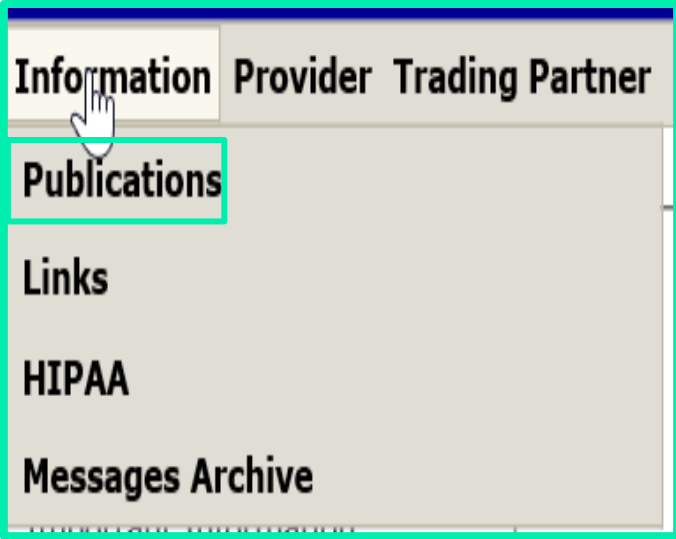 Information Provider Trading Partner
Publications
Links
HIPAA
Messages Archive